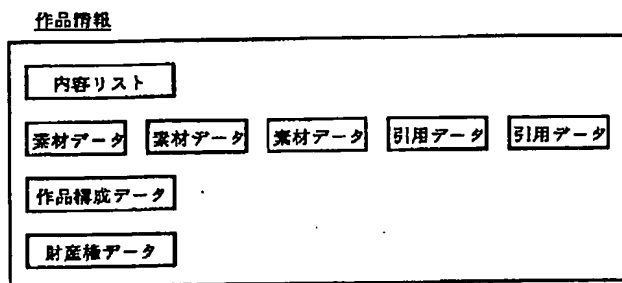 作品情報
内容リスト
素材データ 素材データ 素材データ 引用データ 引用データ
作品構成データ
財産権データ